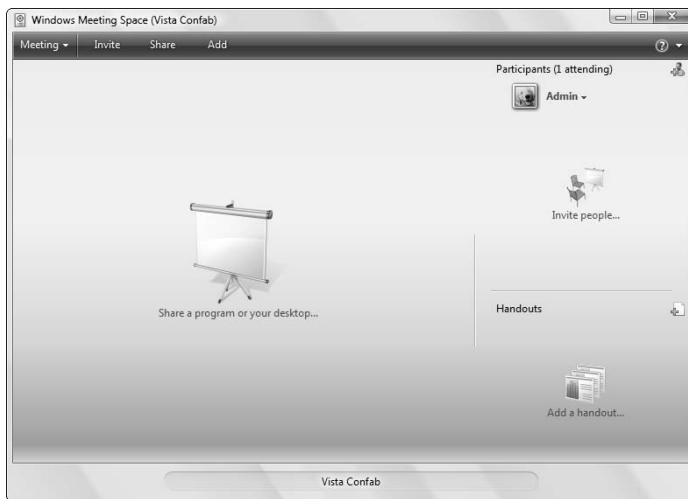 Windows Meeting Space (Vista Confab)
Meeting Invite Share Add
Participants (1 attending)
Admin
Invite people...
Share a program or your desktop...
Handouts
Add a handout...
Vista Confab